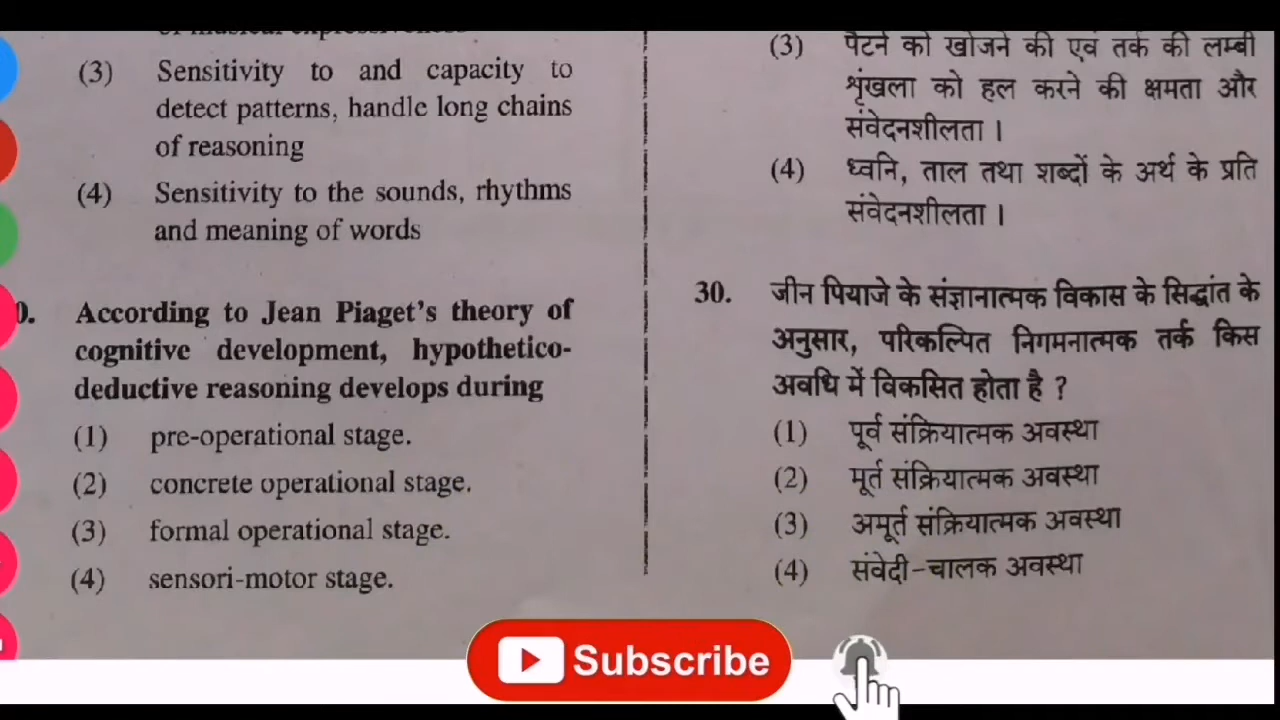 (3) Sensitivity to and capacity to
detect patterns, handle long chains
of reasoning
(4) Sensitivity to the sounds, rhythms
and meaning of words
0. According to Jean Piaget's theory of
cognitive development, hypothetico-
deductive reasoning develops during
(1) pre-operational stage.
(2) concrete operational stage.
(3) formal operational stage.
(4) sensori-motor stage.
(3) पैटर्न को खोजने की एवं तर्क की लम्बी
शृंखला को हल करने की क्षमता और
संवेदनशीलता ।
(4) ध्वनि, ताल तथा शब्दों के अर्थ के प्रति
संवेदनशीलता ।
30. जीन पियाजे के संज्ञानात्मक विकास के सिद्धांत के
अनुसार, परिकल्पित निगमनात्मक तर्क किस
अवधि में विकसित होता है ?
(1) पूर्व संक्रियात्मक अवस्था
(2) मूर्त संक्रियात्मक अवस्था
(3) अमूर्त संक्रियात्मक अवस्था
(4) संवेदी-चालक अवस्था
Subscribe